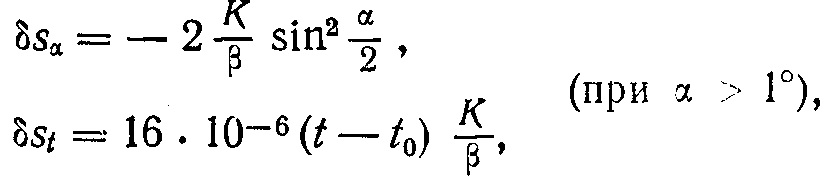 δs_α = — 2 K/β sin² α/2 ,
(при α > 1°),
δs_t = 16 · 10⁻⁶ (t — t₀) K/β,